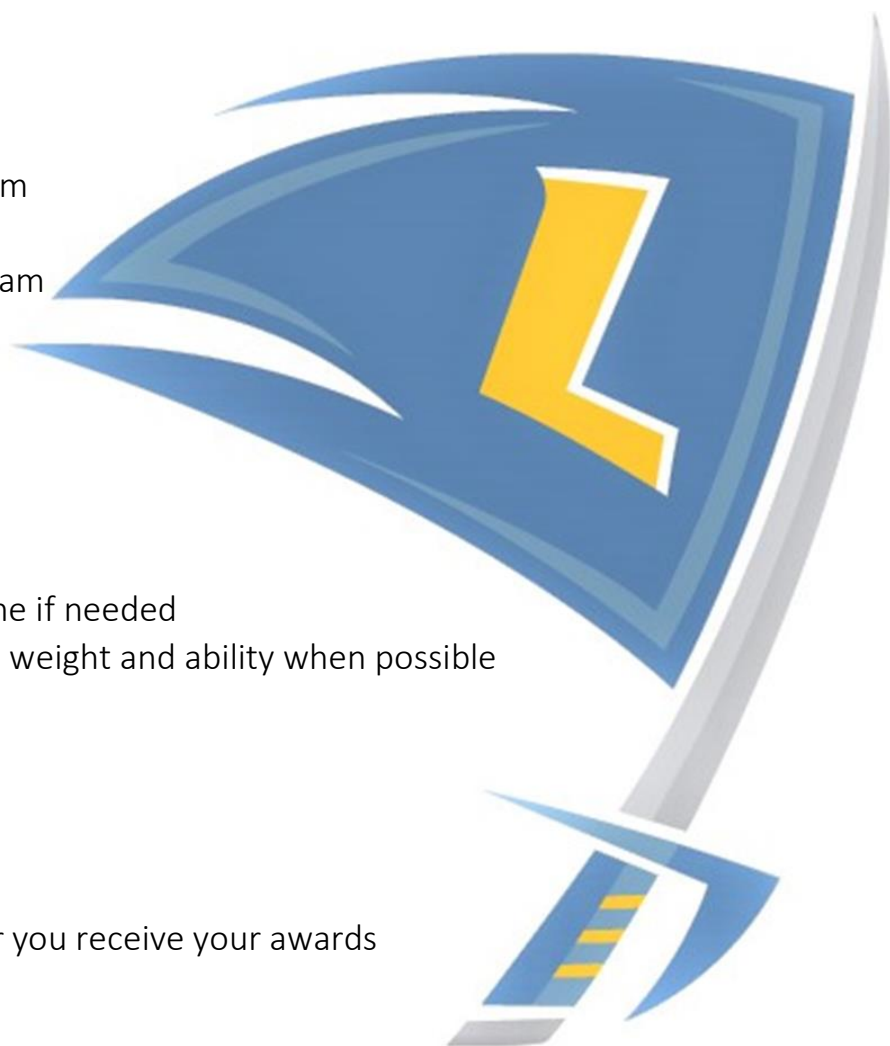 m
am
L
ne if needed
weight and ability when possible
r you receive your awards